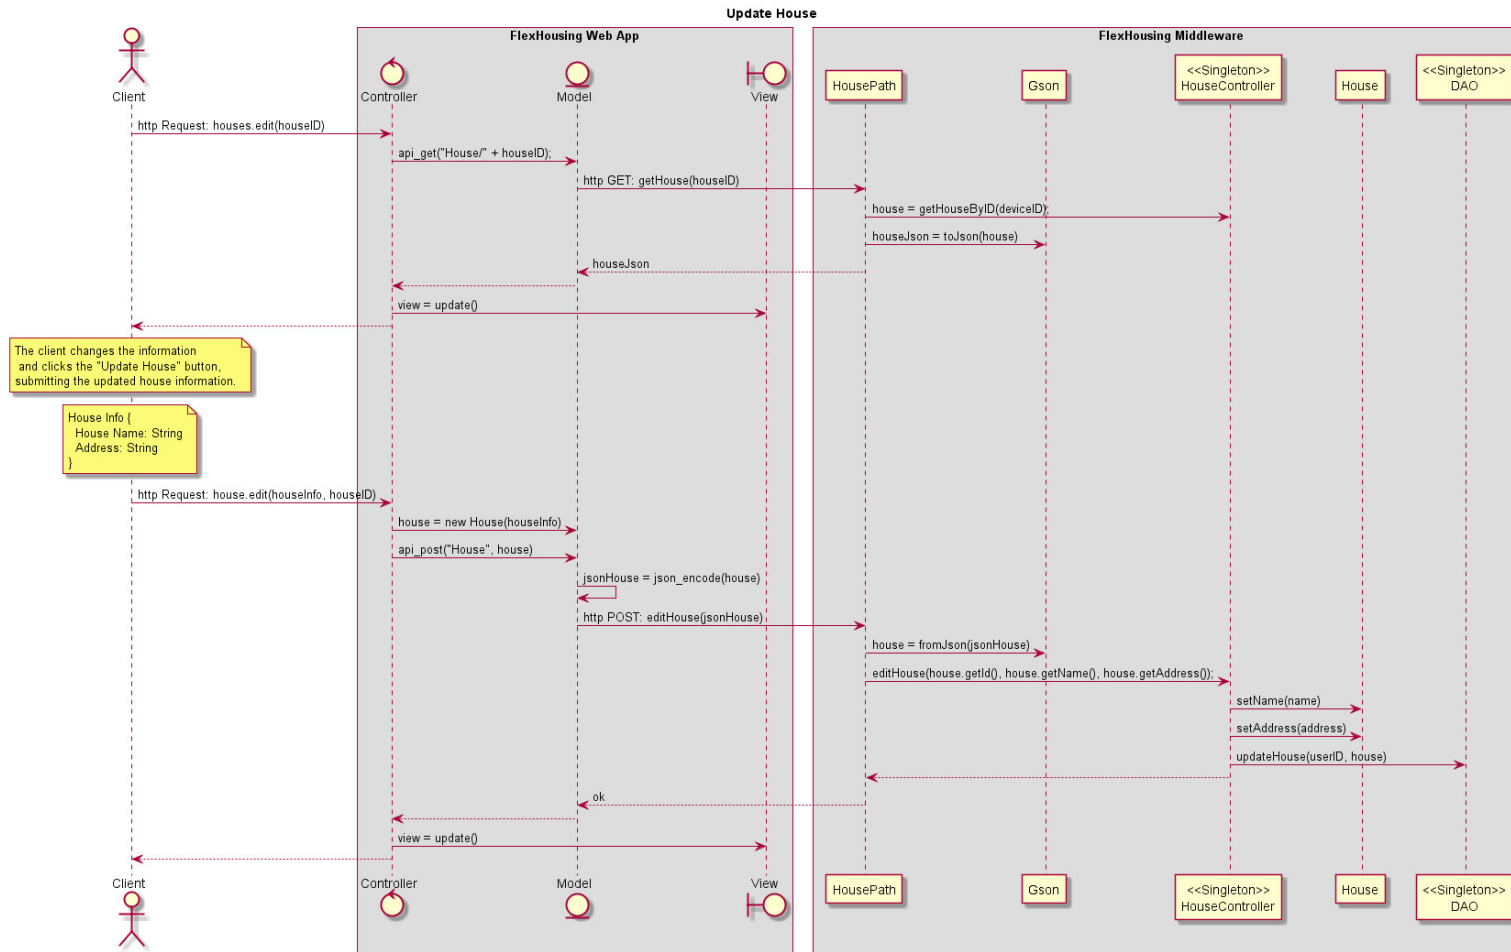 Update House
FlexHousing Web App
FlexHousing Middleware
Client
Controller
Model
View
HousePath
Gson
<<Singleton>>
HouseController
House
<<Singleton>>
DAO
http Request: houses.edit(houseID)
api_get("House/" + houseID);
http GET: getHouse(houseID)
house = getHouseByID(deviceID);
houseJson = toJson(house)
houseJson
view = update()
The client changes the information
and clicks the "Update House" button,
submitting the updated house information.
House Info {
House Name: String
Address: String
}
http Request: house.edit(houseInfo, houseID)
house = new House(houseInfo)
api_post("House", house)
jsonHouse = json_encode(house)
http POST: editHouse(jsonHouse)
house = fromJson(jsonHouse)
editHouse(house.getId(), house.getName(), house.getAddress());
setName(name)
setAddress(address)
updateHouse(userID, house)
ok
view = update()
Client
Controller
Model
View
HousePath
Gson
<<Singleton>>
HouseController
House
<<Singleton>>
DAO